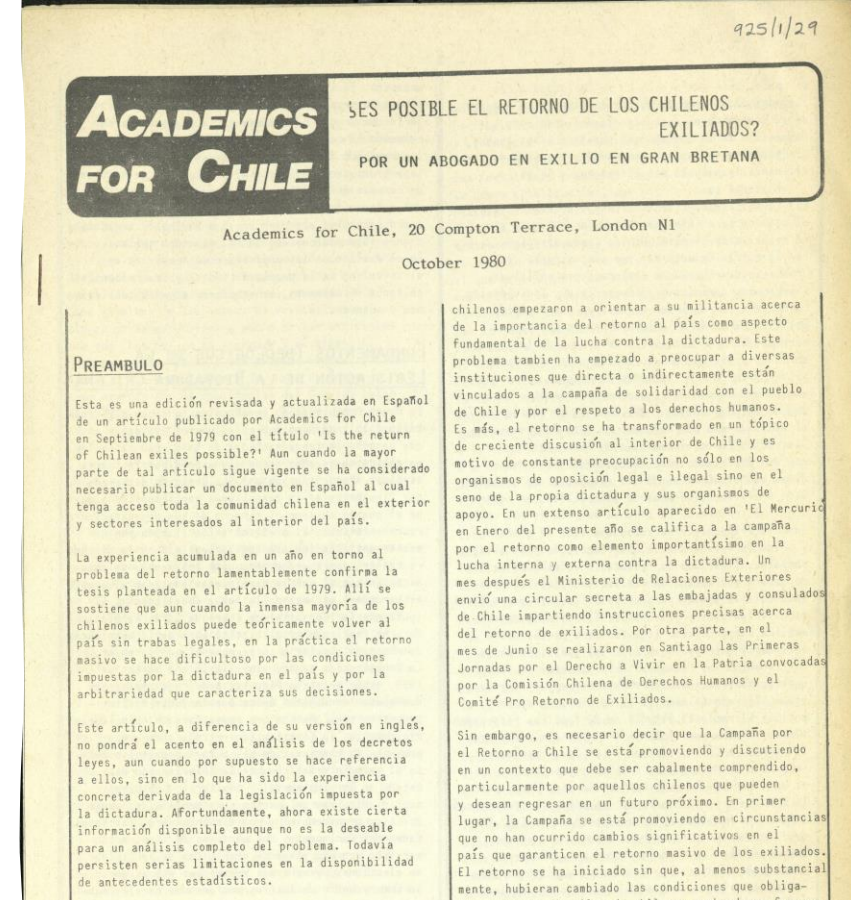 925/1/29
ACADEMICS
FOR CHILE
¿ES POSIBLE EL RETORNO DE LOS CHILENOS
EXILIADOS?
POR UN ABOGADO EN EXILIO EN GRAN BRETANA
Academics for Chile, 20 Compton Terrace, London N1
October 1980
PREAMBULO
Esta es una edición revisada y actualizada en Español
de un artículo publicado por Academics for Chile
en Septiembre de 1979 con el título 'Is the return
of Chilean exiles possible?' Aun cuando la mayor
parte de tal artículo sigue vigente se ha considerado
necesario publicar un documento en Español al cual
tenga acceso toda la comunidad chilena en el exterior
y sectores interesados al interior del país.
La experiencia acumulada en un año en torno al
problema del retorno lamentablemente confirma la
tesis planteada en el artículo de 1979. Allí se
sostiene que aun cuando la inmensa mayoría de los
chilenos exiliados puede teóricamente volver al
país sin trabas legales, en la práctica el retorno
masivo se hace dificultoso por las condiciones
impuestas por la dictadura en el país y por la
arbitrariedad que caracteriza sus decisiones.
Este artículo, a diferencia de su versión en inglés,
no pondrá el acento en el análisis de los decretos
leyes, aun cuando por supuesto se hace referencia
a ellos, sino en lo que ha sido la experiencia
concreta derivada de la legislación impuesta por
la dictadura. Afortundamente, ahora existe cierta
información disponible aunque no es la deseable
para un análisis completo del problema. Todavía
persisten serias limitaciones en la disponibilidad
de antecedentes estadísticos.
chilenos empezaron a orientar a su militancia acerca
de la importancia del retorno al país como aspecto
fundamental de la lucha contra la dictadura. Este
problema tambien ha empezado a preocupar a diversas
instituciones que directa o indirectamente están
vinculados a la campaña de solidaridad con el pueblo
de Chile y por el respeto a los derechos humanos.
Es más, el retorno se ha transformado en un tópico
de creciente discusión al interior de Chile y es
motivo de constante preocupación no sólo en los
organismos de oposición legal e ilegal sino en el
seno de la propia dictadura y sus organismos de
apoyo. En un extenso artículo aparecido en 'El Mercurio
en Enero del presente año se califica a la campaña
por el retorno como elemento importantísimo en la
lucha interna y externa contra la dictadura. Un
mes después el Ministerio de Relaciones Exteriores
envió una circular secreta a las embajadas y consulados
de Chile impartiendo instrucciones precisas acerca
del retorno de exiliados. Por otra parte, en el
mes de Junio se realizaron en Santiago las Primeras
Jornadas por el Derecho a Vivir en la Patria convocadas
por la Comisión Chilena de Derechos Humanos y el
Comité Pro Retorno de Exiliados.
Sin embargo, es necesario decir que la Campaña por
el Retorno a Chile se está promoviendo y discutiendo
en un contexto que debe ser cabalmente comprendido,
particularmente por aquellos chilenos que pueden
y desean regresar en un futuro próximo. En primer
lugar, la Campaña se está promoviendo en circunstancias
que no han ocurrido cambios significativos en el
país que garanticen el retorno masivo de los exiliados.
El retorno se ha iniciado sin que, al menos substancial
mente, hubieran cambiado las condiciones que obliga-